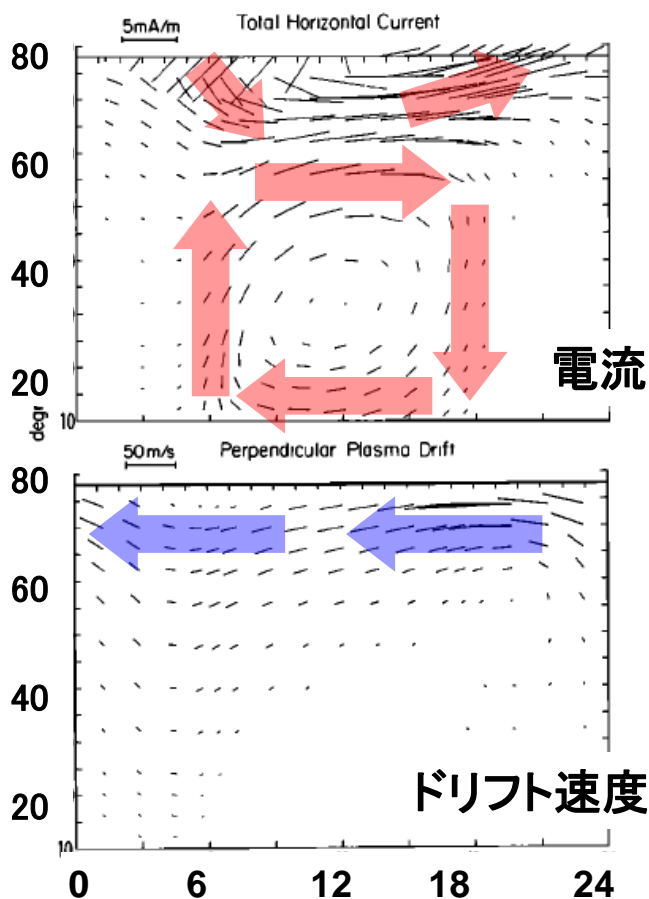 Total Horizontal Current
5mA/m
80
60
40
20
10
degr
電流
Perpendicular Plasma Drift
50m/s
80
60
40
20
10
ドリフト速度
0 6 12 18 24